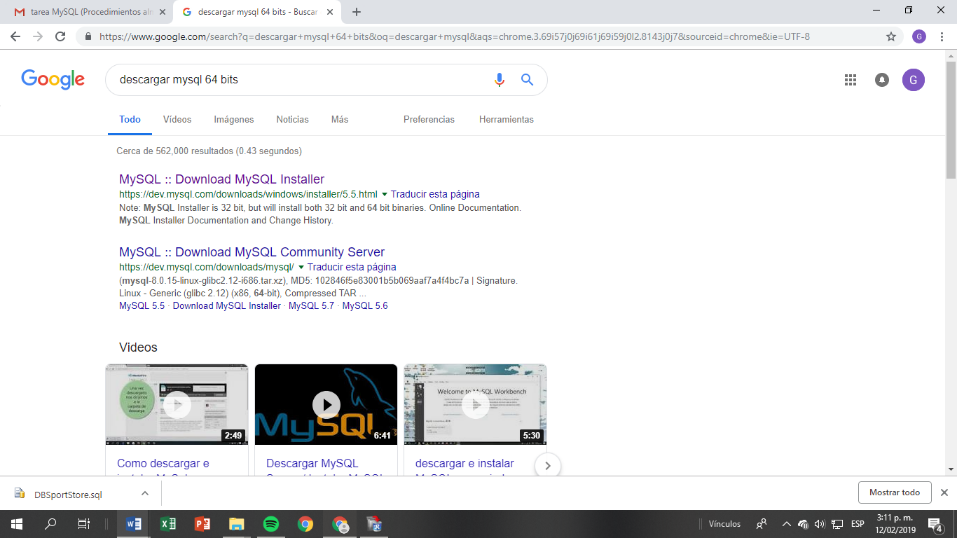 tarea MySQL (Procedimientos alm
descargar mysql 64 bits - Buscar
https://www.google.com/search?q=descargar+mysql+64+bits&oq=descargar+mysql&aqs=chrome.3.69i57j0j69i61j69i59j0l2.8143j0j7&sourceid=chrome&ie=UTF-8
G
Google
descargar mysql 64 bits
G
Todo Vídeos Imágenes Noticias Más Preferencias Herramientas
Cerca de 562,000 resultados (0.43 segundos)
MySQL :: Download MySQL Installer
https://dev.mysql.com/downloads/windows/installer/5.5.html Traducir esta página
Note: MySQL Installer is 32 bit, but will install both 32 bit and 64 bit binaries. Online Documentation.
MySQL Installer Documentation and Change History.
MySQL :: Download MySQL Community Server
https://dev.mysql.com/downloads/mysql/ Traducir esta página
(mysql-8.0.15-linux-glibc2.12-i686.tar.xz), MD5: 102846f5e83001b5b069aaf7a4f4bc7a | Signature.
Linux - Generic (glibc 2.12) (x86, 64-bit), Compressed TAR ...
MySQL 5.5 · Download MySQL Installer · MySQL 5.7 · MySQL 5.6
Videos
MySQL
Welcome to MySQL Workbench
2:49
6:41
5:30
Como descargar e
Descargar MySQL
descargar e instalar
DBSportStore.sql
Mostrar todo
Vínculos
ESP
3:11 p. m.
12/02/2019
4